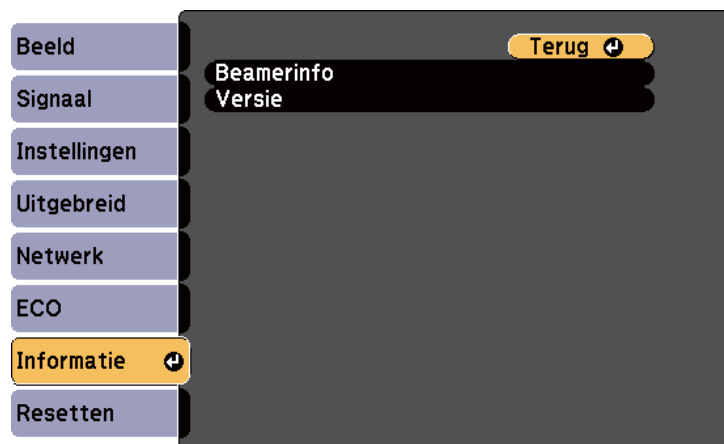 Beeld
Signaal
Instellingen
Uitgebreid
Netwerk
ECO
Informatie
Resetten
Terug
Beamerinfo
Versie